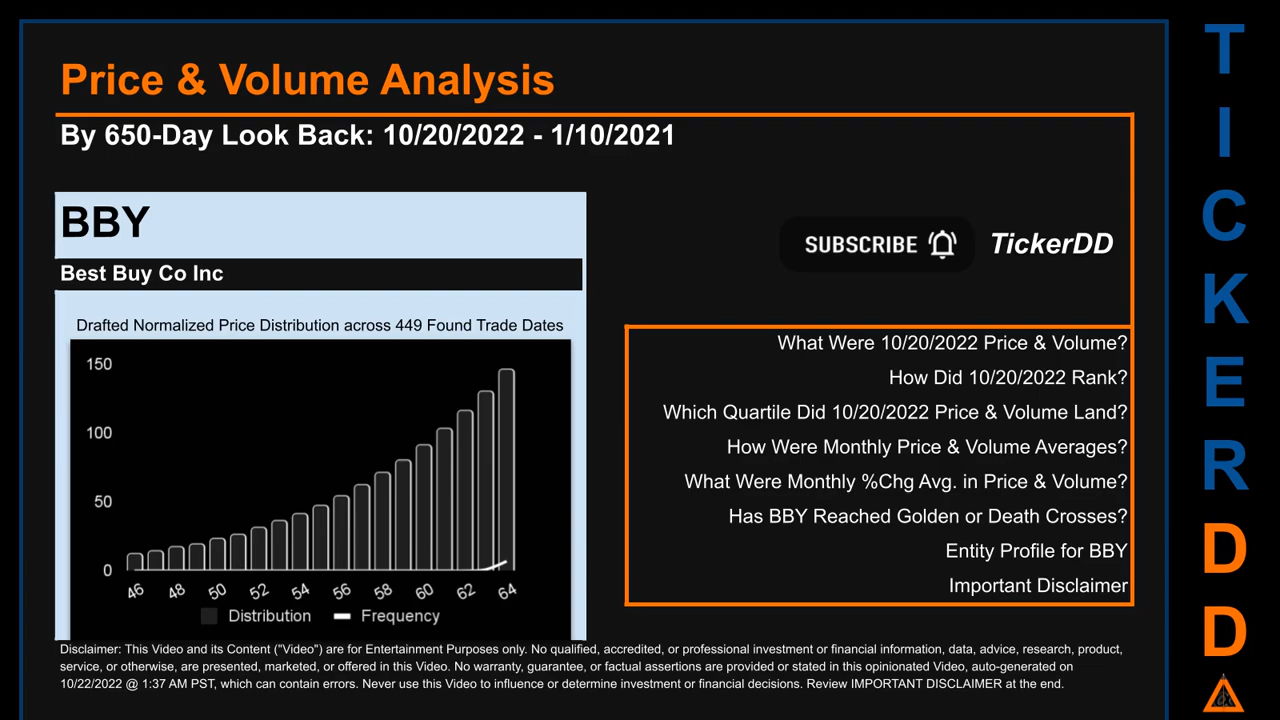 Price & Volume Analysis
By 650-Day Look Back: 10/20/2022 - 1/10/2021
BBY
Best Buy Co Inc
Drafted Normalized Price Distribution across 449 Found Trade Dates
150
100
50
0
46 48 50 52 54 56 58 60 62 64
Distribution Frequency
SUBSCRIBE TickerDD
What Were 10/20/2022 Price & Volume?
How Did 10/20/2022 Rank?
Which Quartile Did 10/20/2022 Price & Volume Land?
How Were Monthly Price & Volume Averages?
What Were Monthly %Chg Avg. in Price & Volume?
Has BBY Reached Golden or Death Crosses?
Entity Profile for BBY
Important Disclaimer
Disclaimer: This Video and its Content ("Video") are for Entertainment Purposes only. No qualified, accredited, or professional investment or financial information, data, advice, research, product,
service, or otherwise, are presented, marketed, or offered in this Video. No warranty, guarantee, or factual assertions are provided or stated in this opinionated Video, auto-generated on
10/22/2022 @ 1:37 AM PST, which can contain errors. Never use this Video to influence or determine investment or financial decisions. Review IMPORTANT DISCLAIMER at the end.
T
I
C
K
E
R
D
D